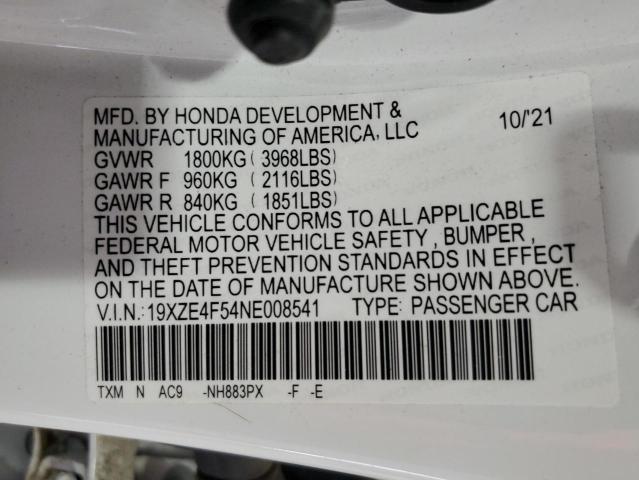 MFD. BY HONDA DEVELOPMENT &
MANUFACTURING OF AMERICA, LLC 10/'21
GVWR 1800KG ( 3968LBS)
GAWR F 960KG ( 2116LBS)
GAWR R 840KG ( 1851LBS)
THIS VEHICLE CONFORMS TO ALL APPLICABLE
FEDERAL MOTOR VEHICLE SAFETY , BUMPER ,
AND THEFT PREVENTION STANDARDS IN EFFECT
ON THE DATE OF MANUFACTURE SHOWN ABOVE.
V.I.N.:19XZE4F54NE008541 TYPE: PASSENGER CAR
TXM N AC9 -NH883PX -F -E